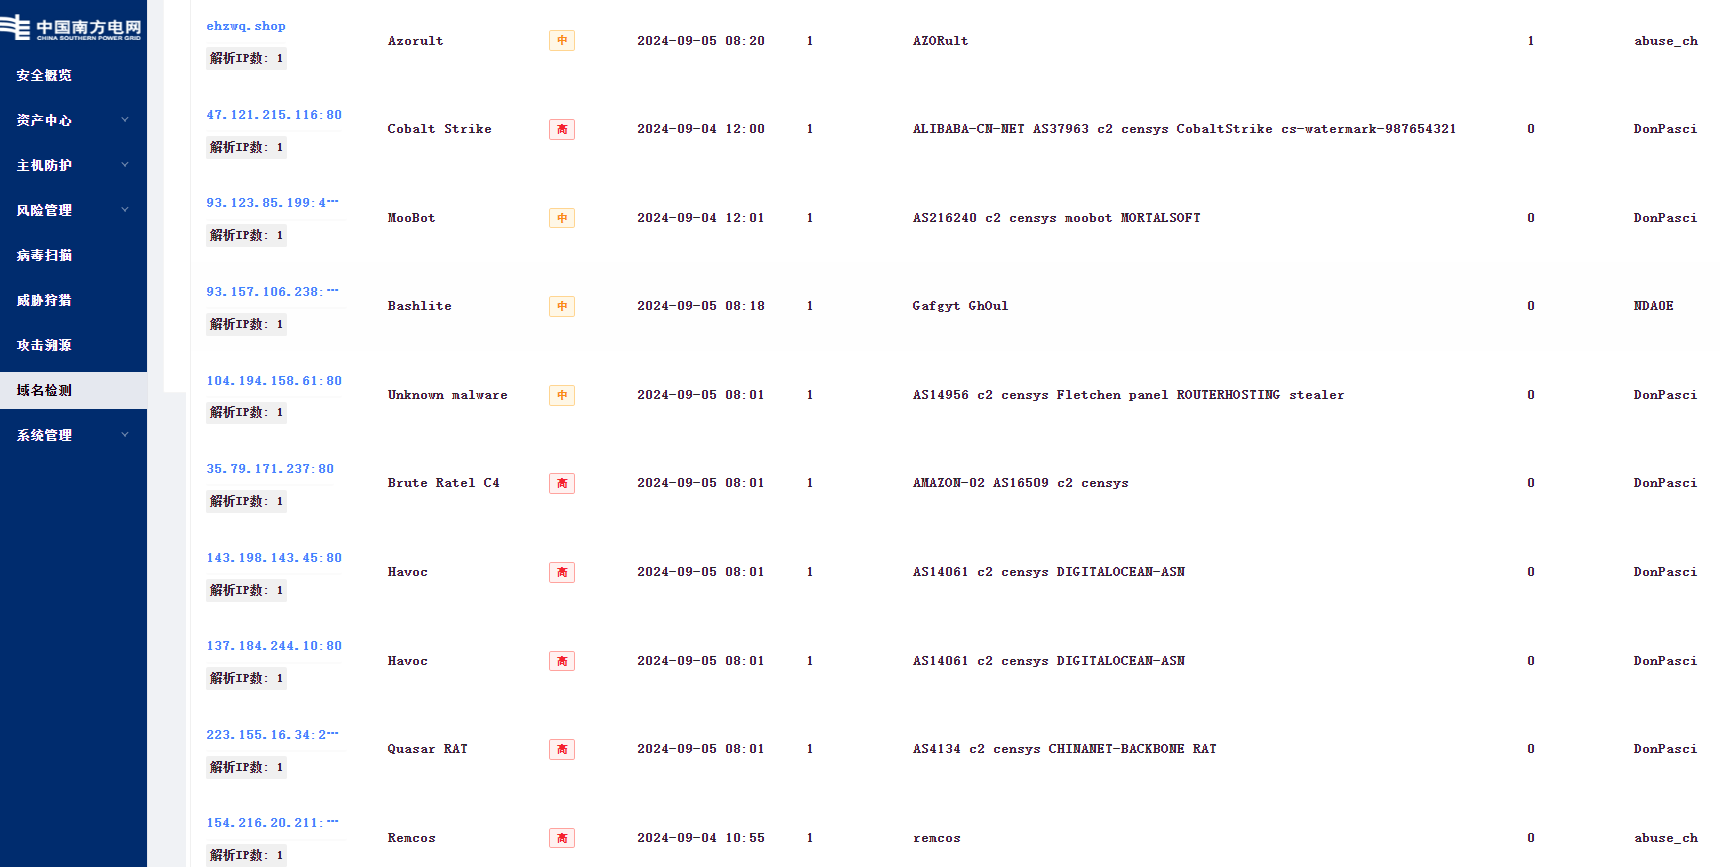 中国南方电网
CHINA SOUTHERN POWER GRID
安全概览
资产中心
主机防护
风险管理
病毒扫描
威胁狩猎
攻击溯源
域名检测
系统管理
ehzwq.shop
解析IP数: 1
Azorult 中 2024-09-05 08:20 1 AZORult 1 abuse_ch
47.121.215.116:80
解析IP数: 1
Cobalt Strike 高 2024-09-04 12:00 1 ALIBABA-CN-NET AS37963 c2 censys CobaltStrike cs-watermark-987654321 0 DonPasci
93.123.85.199:4…
解析IP数: 1
MooBot 中 2024-09-04 12:01 1 AS216240 c2 censys moobot MORTALSOFT 0 DonPasci
93.157.106.238:…
解析IP数: 1
Bashlite 中 2024-09-05 08:18 1 Gafgyt Gh0ul 0 NDA0E
104.194.158.61:80
解析IP数: 1
Unknown malware 中 2024-09-05 08:01 1 AS14956 c2 censys Fletchen panel ROUTERHOSTING stealer 0 DonPasci
35.79.171.237:80
解析IP数: 1
Brute Ratel C4 高 2024-09-05 08:01 1 AMAZON-02 AS16509 c2 censys 0 DonPasci
143.198.143.45:80
解析IP数: 1
Havoc 高 2024-09-05 08:01 1 AS14061 c2 censys DIGITALOCEAN-ASN 0 DonPasci
137.184.244.10:80
解析IP数: 1
Havoc 高 2024-09-05 08:01 1 AS14061 c2 censys DIGITALOCEAN-ASN 0 DonPasci
223.155.16.34:2…
解析IP数: 1
Quasar RAT 高 2024-09-05 08:01 1 AS4134 c2 censys CHINANET-BACKBONE RAT 0 DonPasci
154.216.20.211:…
解析IP数: 1
Remcos 高 2024-09-04 10:55 1 remcos 0 abuse_ch